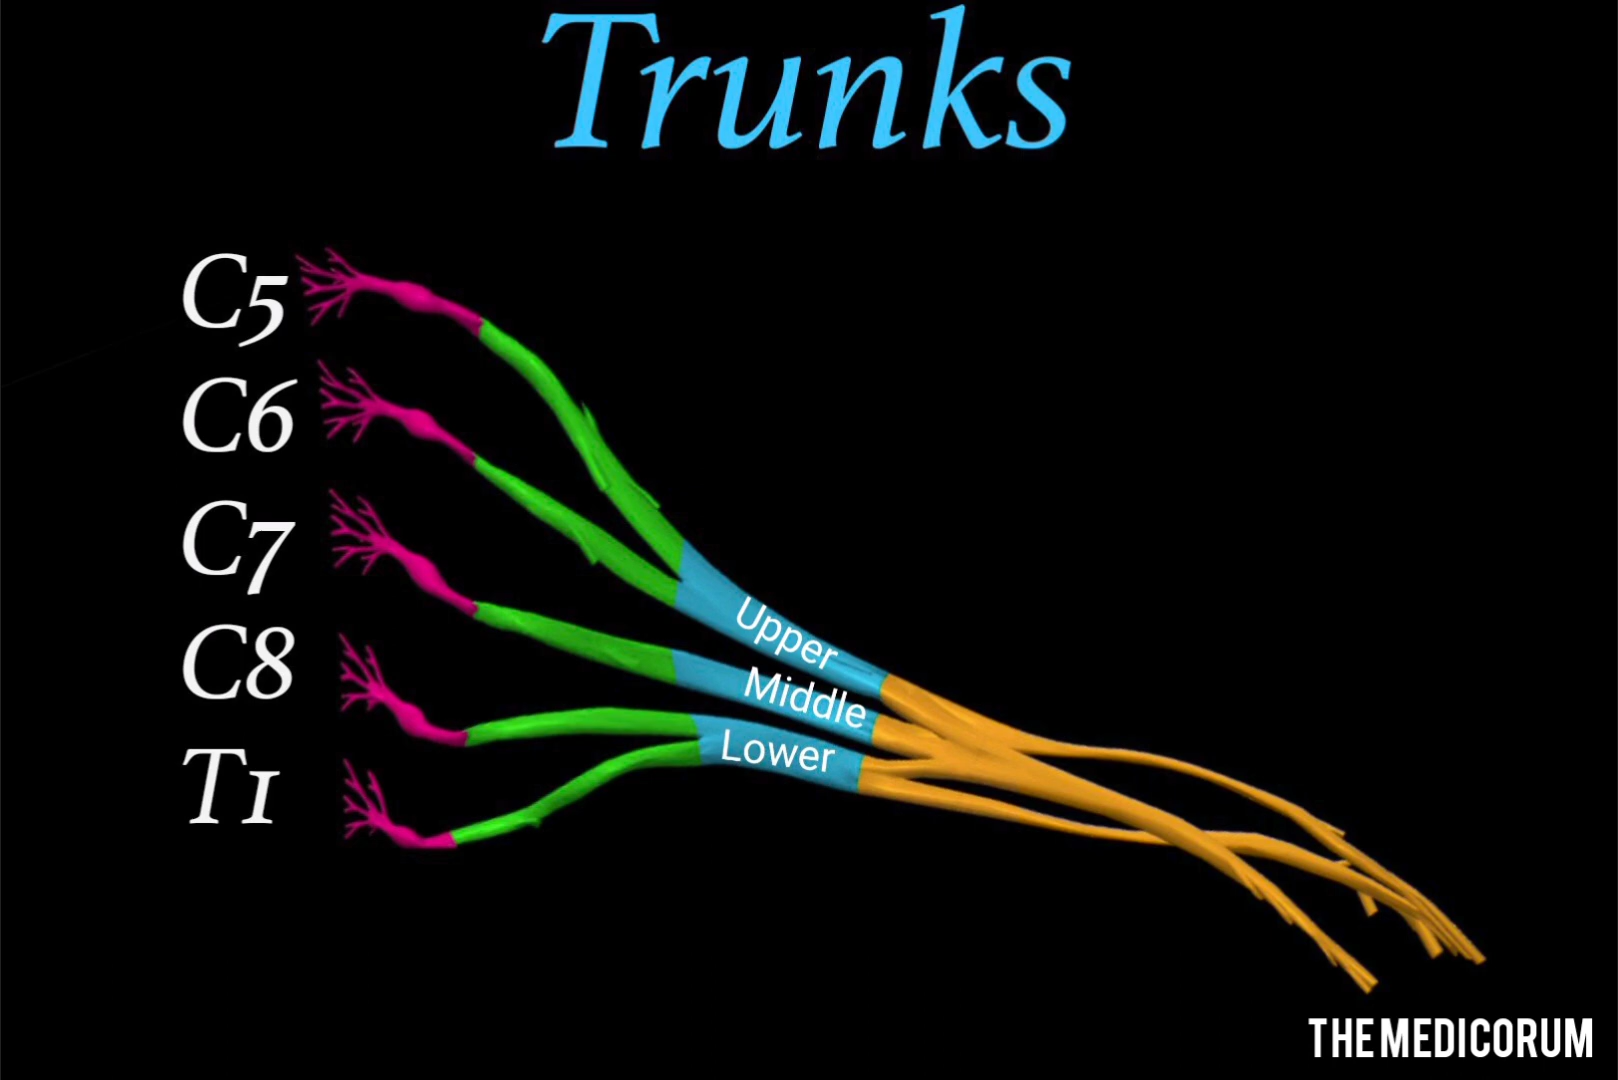 Trunks
C5
C6
C7
C8
T1
Upper
Middle
Lower
THE MEDICORUM